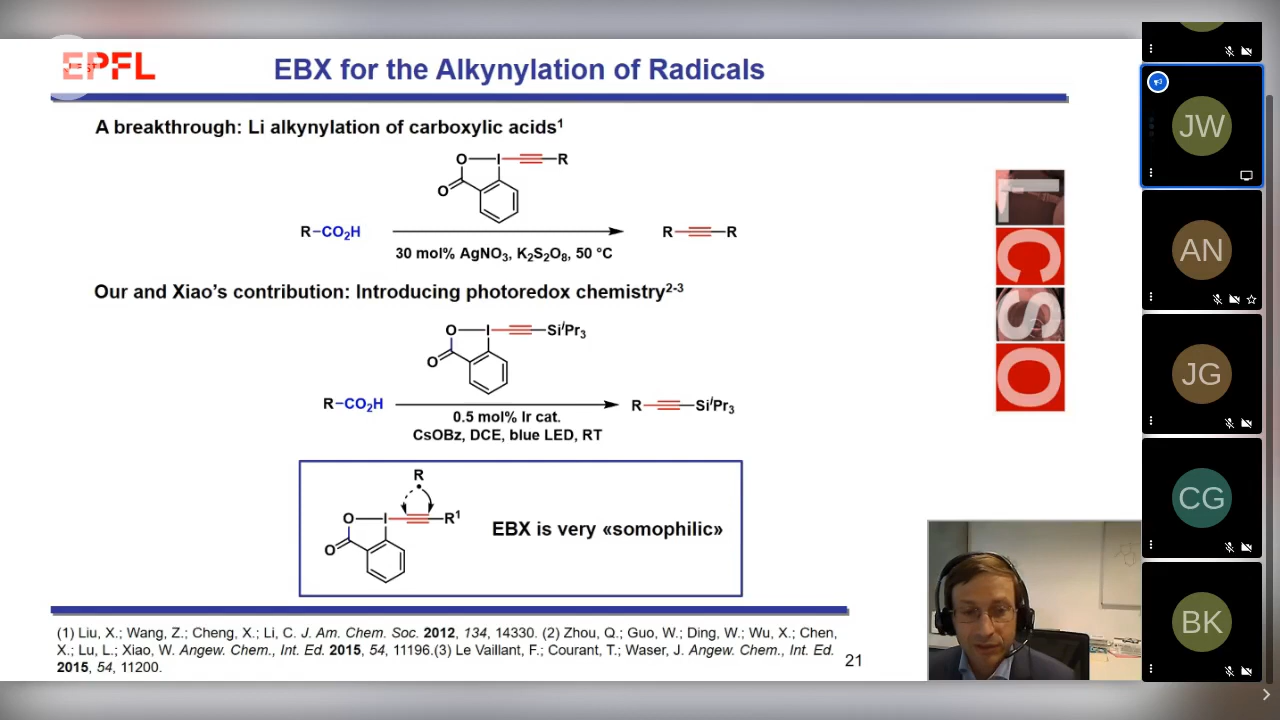 EPFL
EBX for the Alkynylation of Radicals
A breakthrough: Li alkynylation of carboxylic acids¹
O I R
O
R–CO₂H
R R
30 mol% AgNO₃, K₂S₂O₈, 50 °C
Our and Xiao’s contribution: Introducing photoredox chemistry²⁻³
O I SiⁱPr₃
O
R–CO₂H
R SiⁱPr₃
0.5 mol% Ir cat.
CsOBz, DCE, blue LED, RT
R
O I R¹
O
EBX is very «somophilic»
(1) Liu, X.; Wang, Z.; Cheng, X.; Li, C. J. Am. Chem. Soc. 2012, 134, 14330. (2) Zhou, Q.; Guo, W.; Ding, W.; Wu, X.; Chen,
X.; Lu, L.; Xiao, W. Angew. Chem., Int. Ed. 2015, 54, 11196.(3) Le Vaillant, F.; Courant, T.; Waser, J. Angew. Chem., Int. Ed.
2015, 54, 11200.
21
LCSO
JW
AN
JG
CG
BK